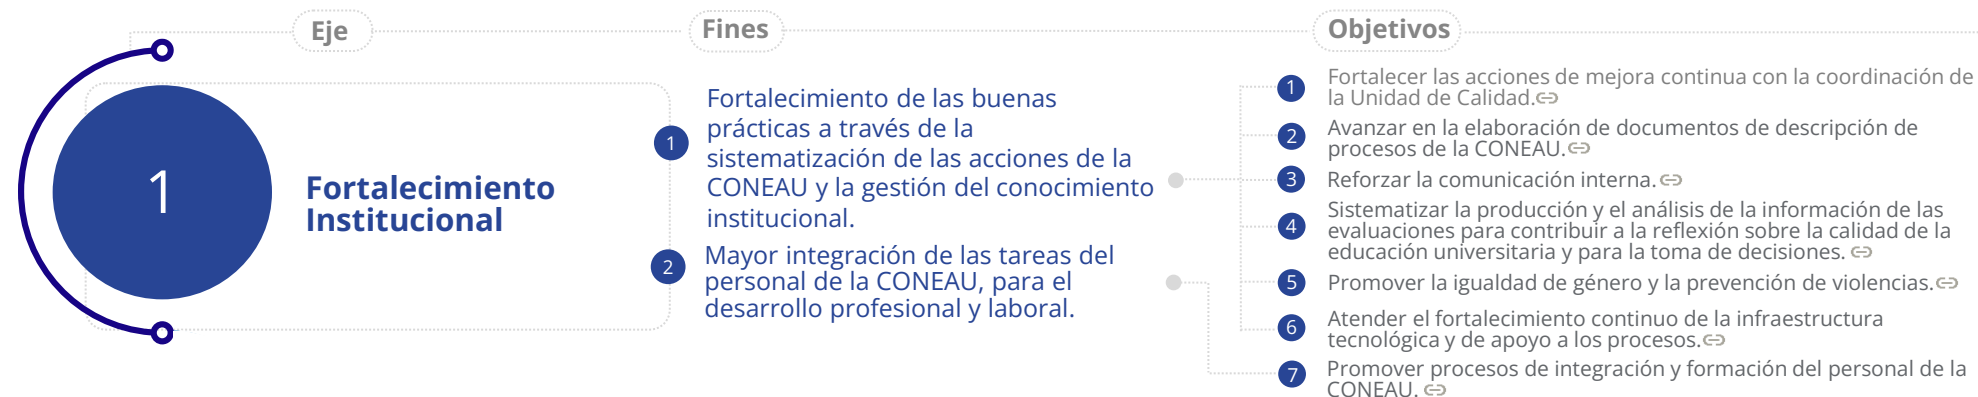 Eje
Fines
Objetivos
1
Fortalecimiento
Institucional
1
Fortalecimiento de las buenas
prácticas a través de la
sistematización de las acciones de la
CONEAU y la gestión del conocimiento
institucional.
2
Mayor integración de las tareas del
personal de la CONEAU, para el
desarrollo profesional y laboral.
1
Fortalecer las acciones de mejora continua con la coordinación de
la Unidad de Calidad.
2
Avanzar en la elaboración de documentos de descripción de
procesos de la CONEAU.
3
Reforzar la comunicación interna.
4
Sistematizar la producción y el análisis de la información de las
evaluaciones para contribuir a la reflexión sobre la calidad de la
educación universitaria y para la toma de decisiones.
5
Promover la igualdad de género y la prevención de violencias.
6
Atender el fortalecimiento continuo de la infraestructura
tecnológica y de apoyo a los procesos.
7
Promover procesos de integración y formación del personal de la
CONEAU.